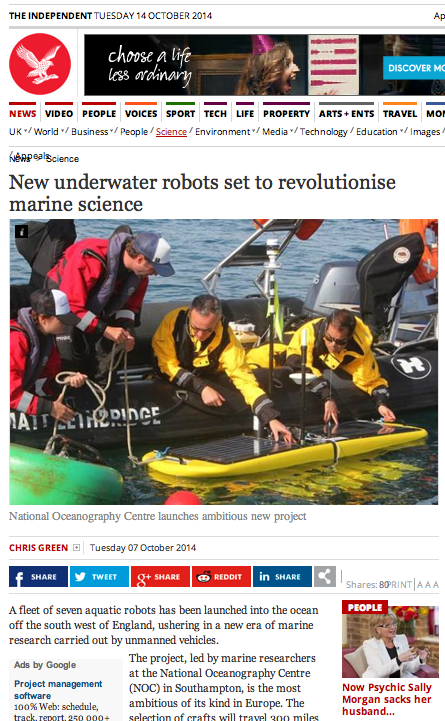 THE INDEPENDENT TUESDAY 14 OCTOBER 2014 Ap
choose a life
less ordinary
DISCOVER MO
NEWS VIDEO PEOPLE VOICES SPORT TECH LIFE PROPERTY ARTS + ENTS TRAVEL MON
UK / World / Business / People / Science / Environment / Media / Technology / Education / Images /
/ Appeals
News Science
New underwater robots set to revolutionise
marine science
MATT LETHBRIDGE
National Oceanography Centre launches ambitious new project
CHRIS GREEN Tuesday 07 October 2014
SHARE TWEET SHARE REDDIT SHARE
Shares: 80 PRINT A A A
A fleet of seven aquatic robots has been launched into the ocean
off the south west of England, ushering in a new era of marine
research carried out by unmanned vehicles.
Ads by Google
Project management
software
100% Web: schedule,
track, report. 250 000+
The project, led by marine researchers
at the National Oceanography Centre
(NOC) in Southampton, is the most
ambitious of its kind in Europe. The
selection of crafts will travel 300 miles
PEOPLE
Now Psychic Sally
Morgan sacks her
husband...